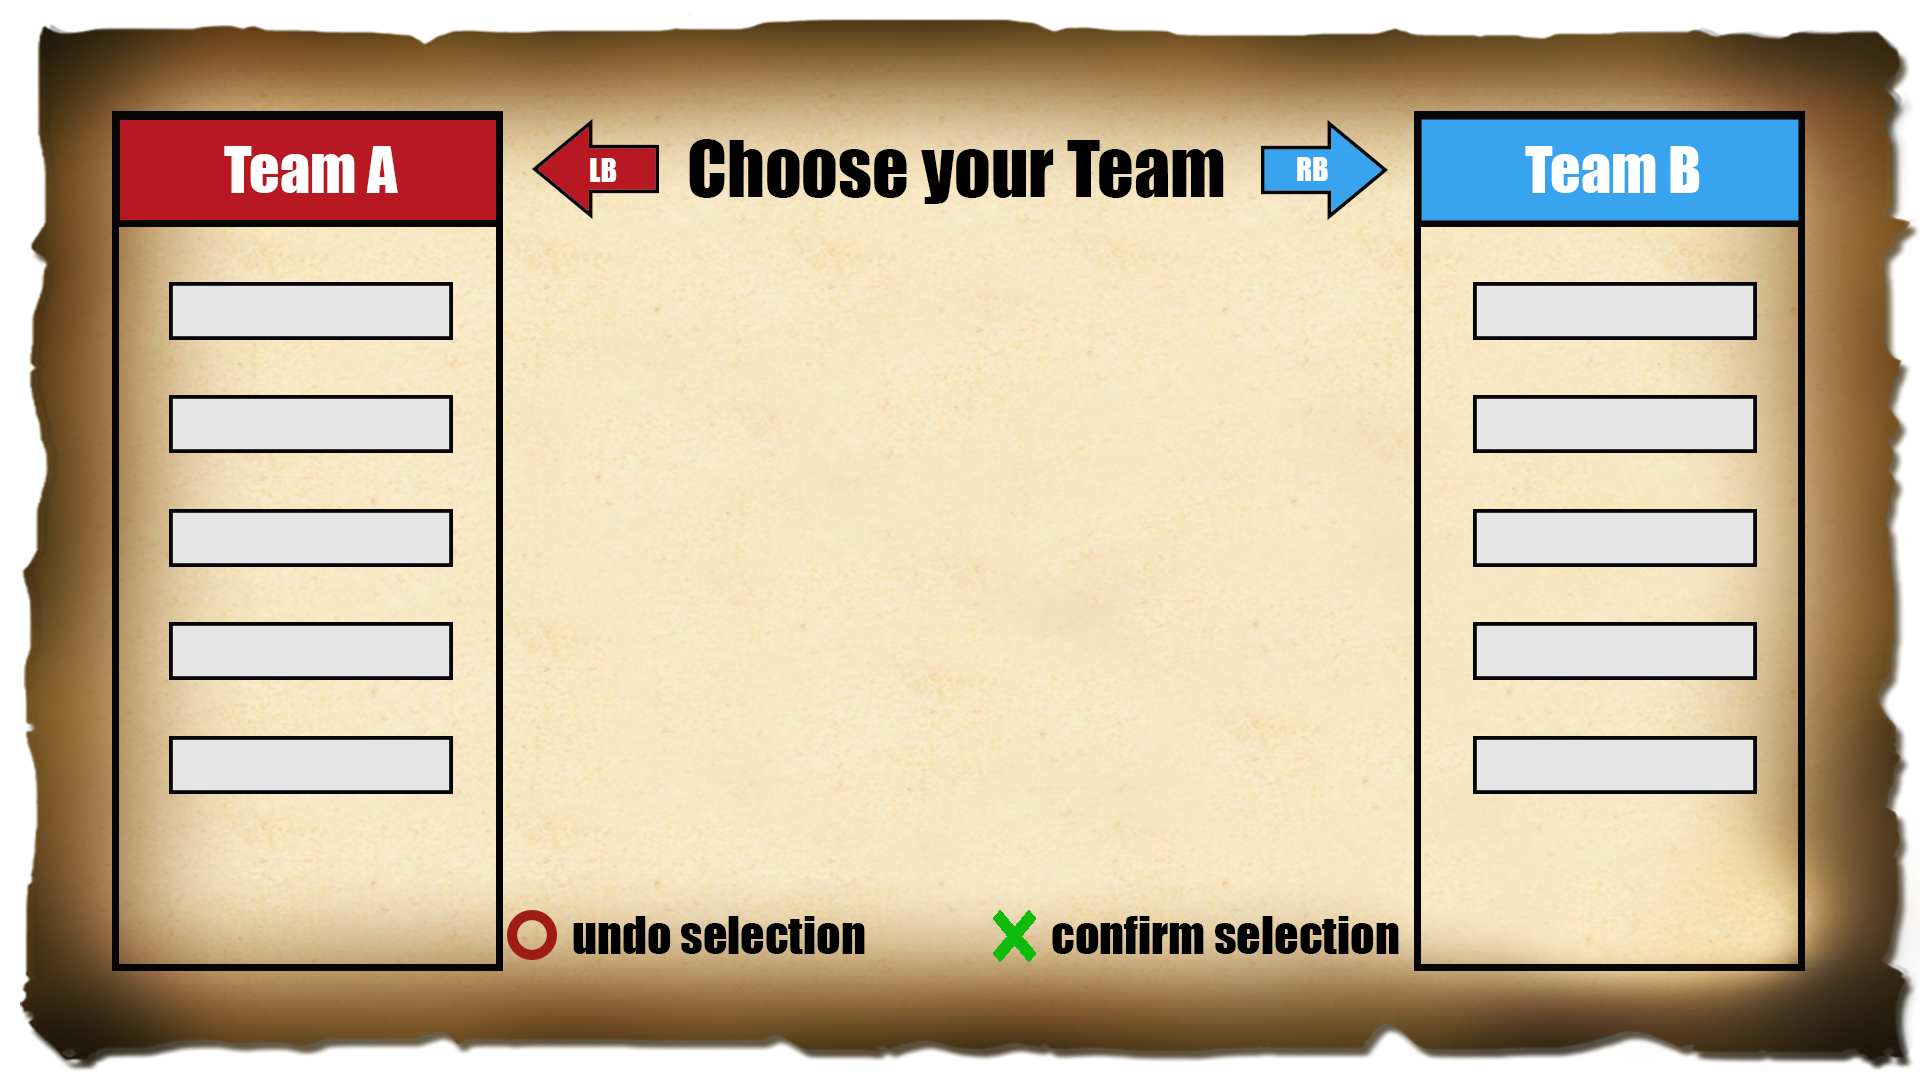 Team A
LB
Choose your Team
RB
Team B
undo selection
confirm selection